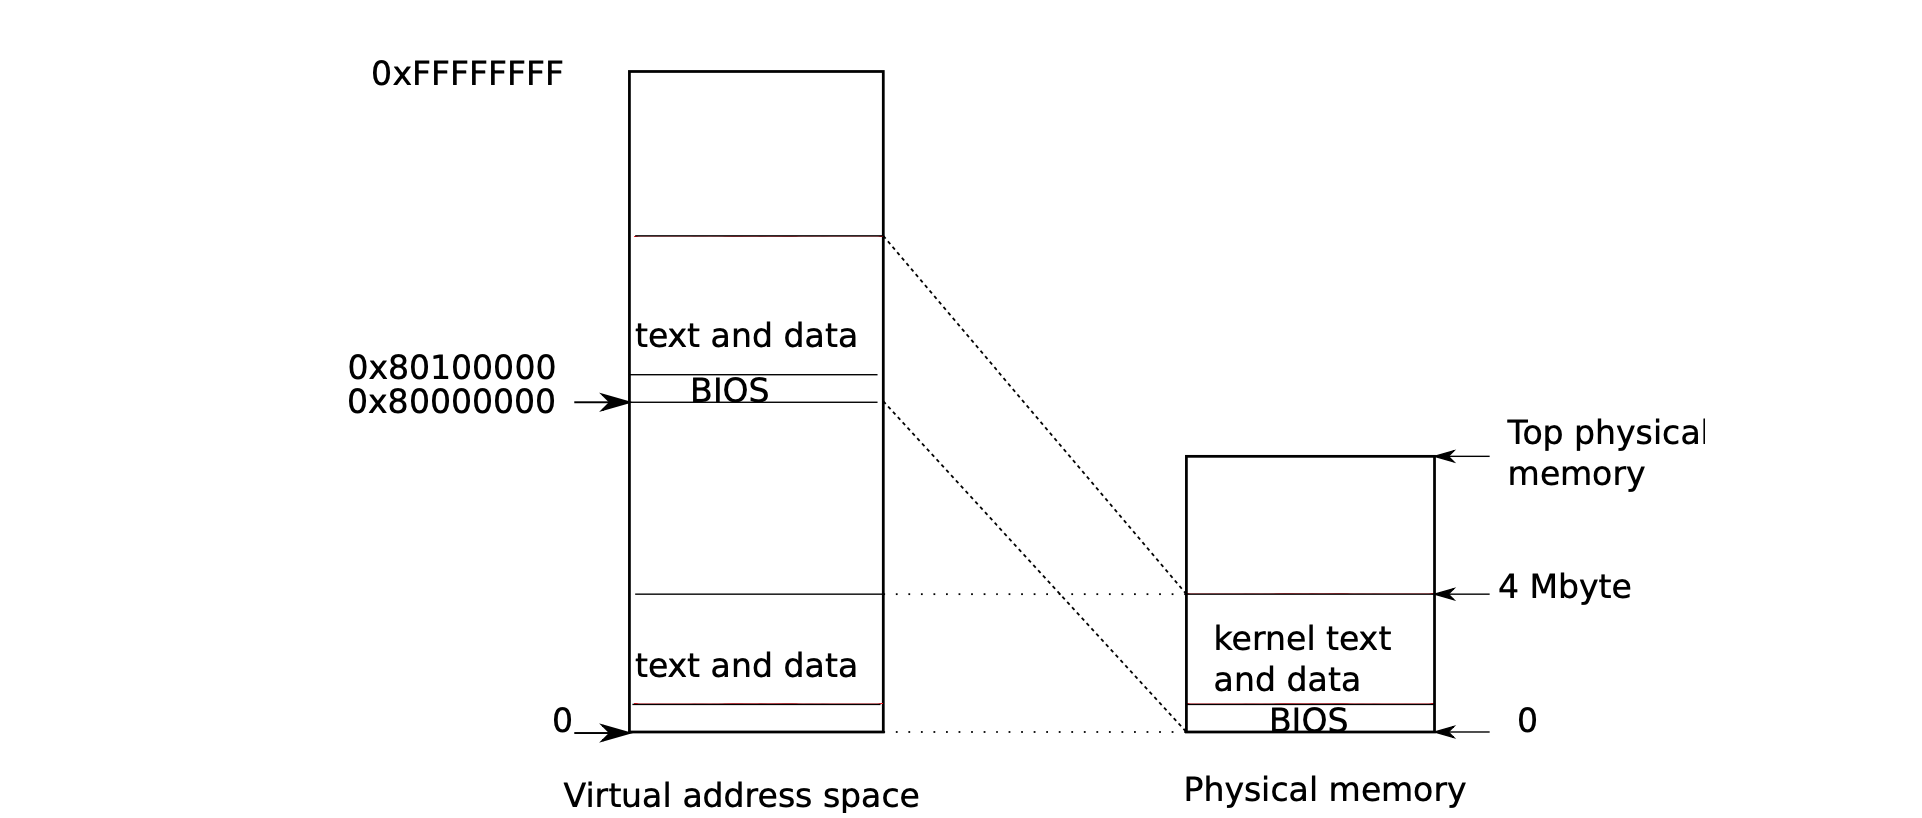 0xFFFFFFFF
text and data
0x80100000
BIOS
0x80000000
Top physical
memory
4 Mbyte
kernel text
text and data
and data
0
BIOS
0
Virtual address space
Physical memory